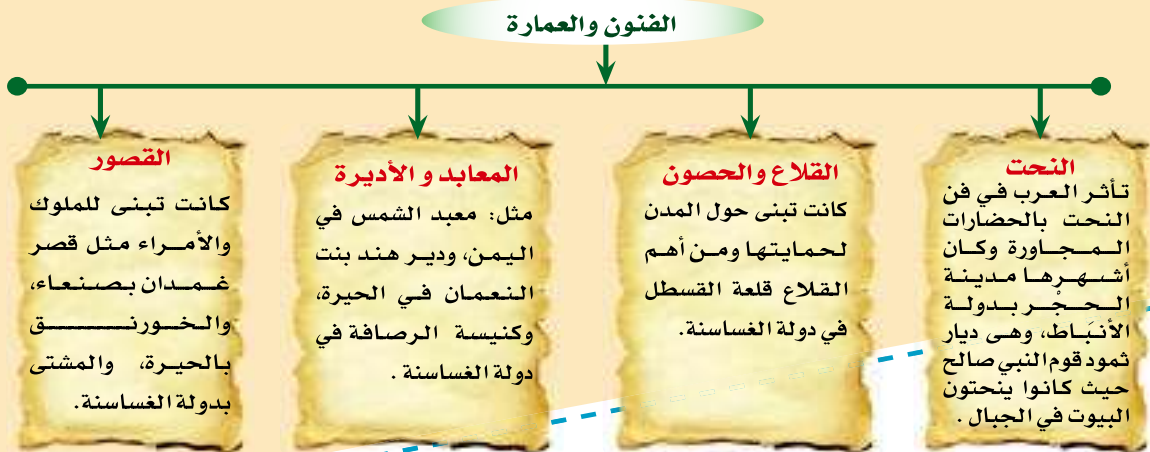 الفنون والعمارة
النحت
تأثر العرب في فن
النحت بالحضارات
المجاورة وكان
أشهرها مدينة
الحجْر بدولة
الأنبَاط، وهى ديار
ثمود قوم النبي صالح
حيث كانوا ينحتون
البيوت في الجبال .
القلاع والحصون
كانت تبنى حول المدن
لحمايتها ومن أهم
القلاع قلعة القسطل
في دولة الغساسنة.
المعابد و الأديرة
مثل: معبد الشمس في
اليمن، ودير هند بنت
النعمان في الحيرة،
وكنيسة الرصافة في
دولة الغساسنة .
القصور
كانت تبنى للملوك
والأمراء مثل قصر
غمدان بصنعاء،
والخورنق
بالحيرة، والمشتى
بدولة الغساسنة.